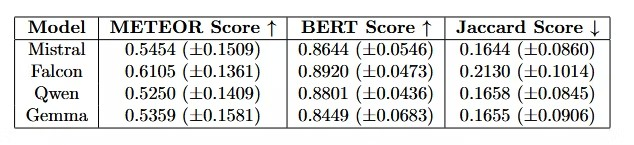 Model METEOR Score ↑ BERT Score ↑ Jaccard Score ↓
Mistral 0.5454 (±0.1509) 0.8644 (±0.0546) 0.1644 (±0.0860)
Falcon 0.6105 (±0.1361) 0.8920 (±0.0473) 0.2130 (±0.1014)
Qwen 0.5250 (±0.1409) 0.8801 (±0.0436) 0.1658 (±0.0845)
Gemma 0.5359 (±0.1581) 0.8449 (±0.0683) 0.1655 (±0.0906)